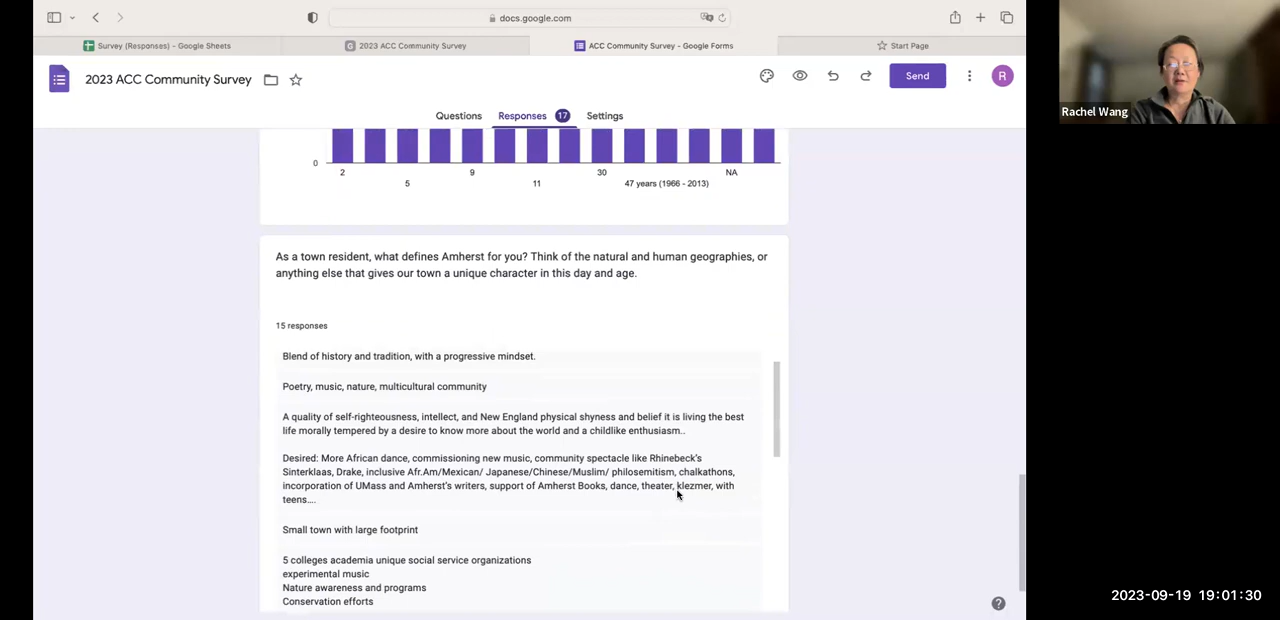 docs.google.com
Survey (Responses) - Google Sheets
2023 ACC Community Survey
ACC Community Survey - Google Forms
Start Page
2023 ACC Community Survey
Send
R
Questions
Responses 17
Settings
0
2
9
30
NA
5
11
47 years (1966 - 2013)
As a town resident, what defines Amherst for you? Think of the natural and human geographies, or
anything else that gives our town a unique character in this day and age.
15 responses
Blend of history and tradition, with a progressive mindset.
Poetry, music, nature, multicultural community
A quality of self-righteousness, intellect, and New England physical shyness and belief it is living the best
life morally tempered by a desire to know more about the world and a childlike enthusiasm..
Desired: More African dance, commissioning new music, community spectacle like Rhinebeck's
Sinterklaas, Drake, inclusive Afr.Am/Mexican/ Japanese/Chinese/Muslim/ philosemitism, chalkathons,
incorporation of UMass and Amherst's writers, support of Amherst Books, dance, theater, klezmer, with
teens....
Small town with large footprint
5 colleges academia unique social service organizations
experimental music
Nature awareness and programs
Conservation efforts
Rachel Wang
2023-09-19 19:01:30